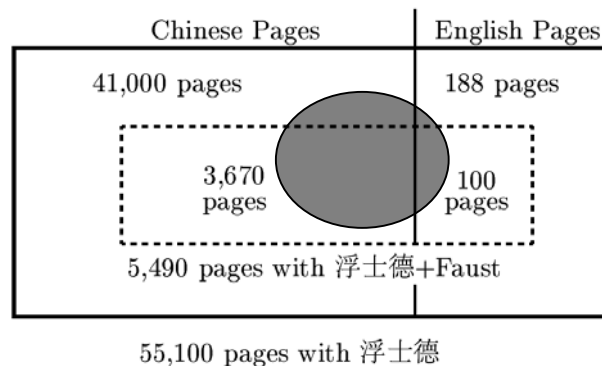 Chinese Pages English Pages
41,000 pages 188 pages
3,670 pages
100 pages
5,490 pages with 浮士德+Faust
55,100 pages with 浮士德